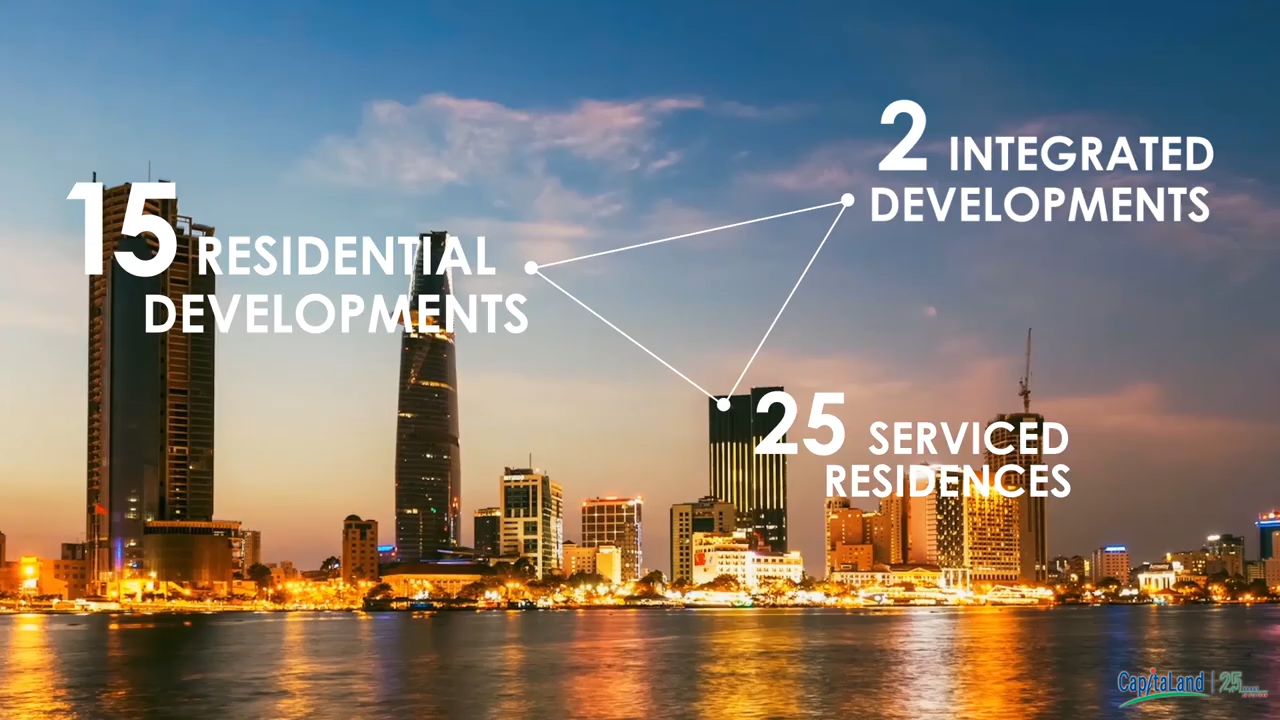 15 RESIDENTIAL
DEVELOPMENTS
2 INTEGRATED
DEVELOPMENTS
25 SERVICED
RESIDENCES
CapitaLand | 25